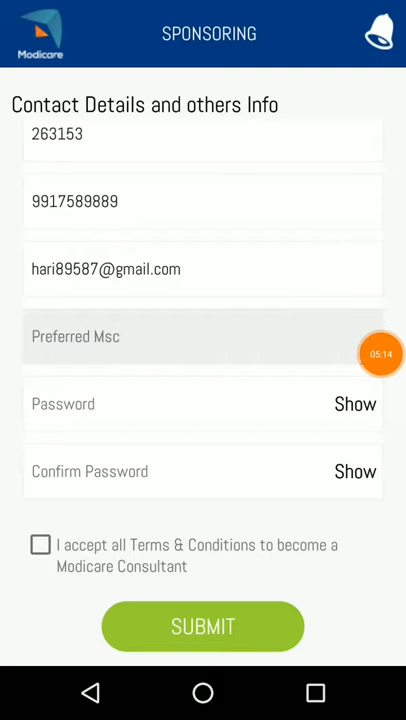 Modicare
SPONSORING
Contact Details and others Info
263153
9917589889
hari89587@gmail.com
Preferred Msc
05:14
Password
Show
Confirm Password
Show
I accept all Terms & Conditions to become a
Modicare Consultant
SUBMIT